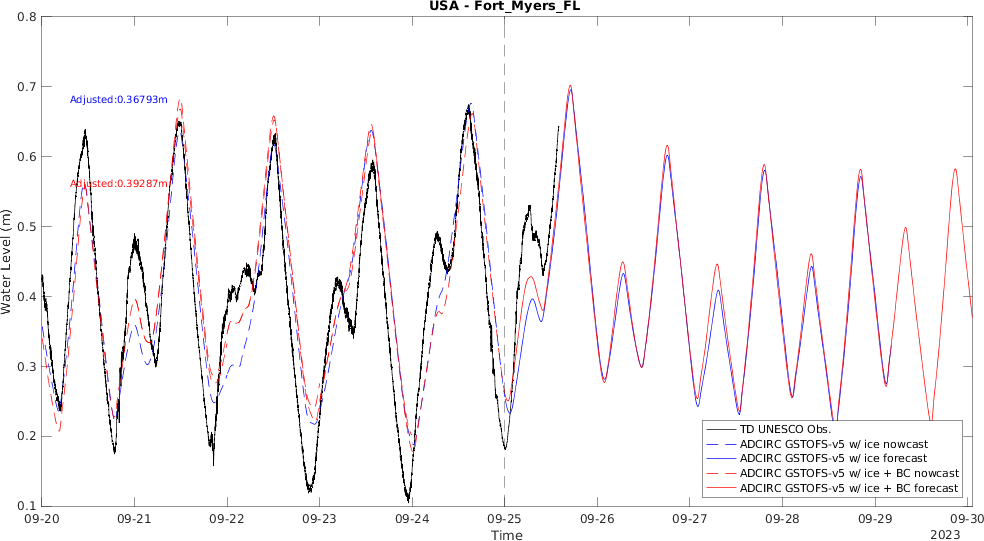 USA - Fort_Myers_FL
0.8
0.7
0.6
0.5
0.4
0.3
0.2
0.1
Water Level (m)
Adjusted:0.36793m
Adjusted:0.39287m
TD UNESCO Obs.
ADCIRC GSTOFS-v5 w/ ice nowcast
ADCIRC GSTOFS-v5 w/ ice forecast
ADCIRC GSTOFS-v5 w/ ice + BC nowcast
ADCIRC GSTOFS-v5 w/ ice + BC forecast
09-20 09-21 09-22 09-23 09-24 09-25 09-26 09-27 09-28 09-29 09-30
Time
2023